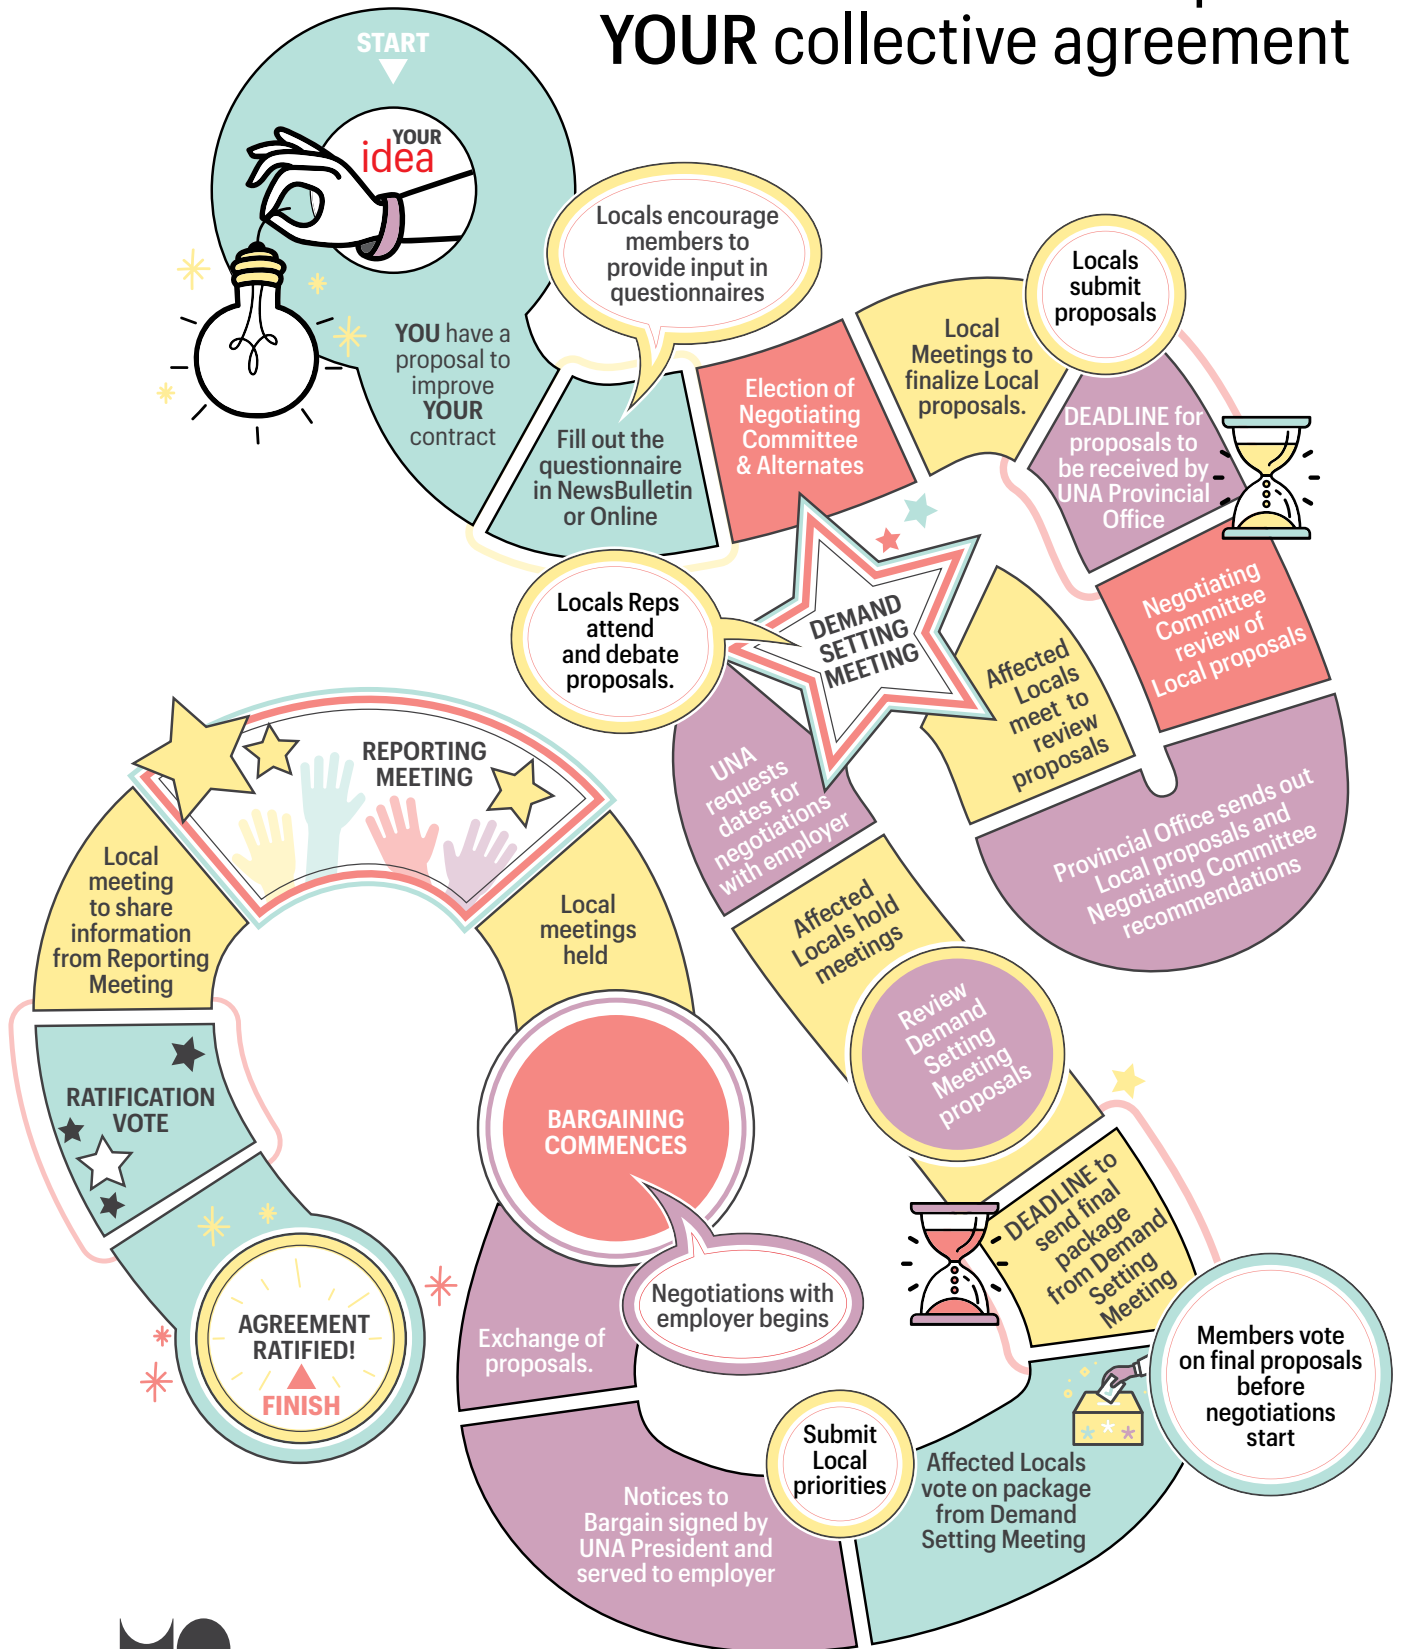 YOUR collective agreement
START
YOUR
idea
YOU have a
proposal to
improve
YOUR
contract
Locals encourage
members to
provide input in
questionnaires
Fill out the
questionnaire
in NewsBulletin
or Online
Election of
Negotiating
Committee
& Alternates
Local
Meetings to
finalize Local
proposals.
Locals
submit
proposals
DEADLINE for
proposals to
be received by
UNA Provincial
Office
Negotiating
Committee
review of
Local proposals
Provincial Office sends out
Local proposals and
Negotiating Committee
recommendations
Affected
Locals
meet to
review
proposals
DEMAND
SETTING
MEETING
Locals Reps
attend
and debate
proposals.
UNA
requests
dates for
negotiations
with employer
Affected
Locals hold
meetings
Review
Demand
Setting
Meeting
proposals
DEADLINE to
send final
package
from Demand
Setting
Meeting
Members vote
on final proposals
before
negotiations
start
Affected Locals
vote on package
from Demand
Setting Meeting
Submit
Local
priorities
Notices to
Bargain signed by
UNA President and
served to employer
Exchange of
proposals.
Negotiations with
employer begins
BARGAINING
COMMENCES
Local
meetings
held
REPORTING
MEETING
Local
meeting
to share
information
from Reporting
Meeting
RATIFICATION
VOTE
AGREEMENT
RATIFIED!
FINISH